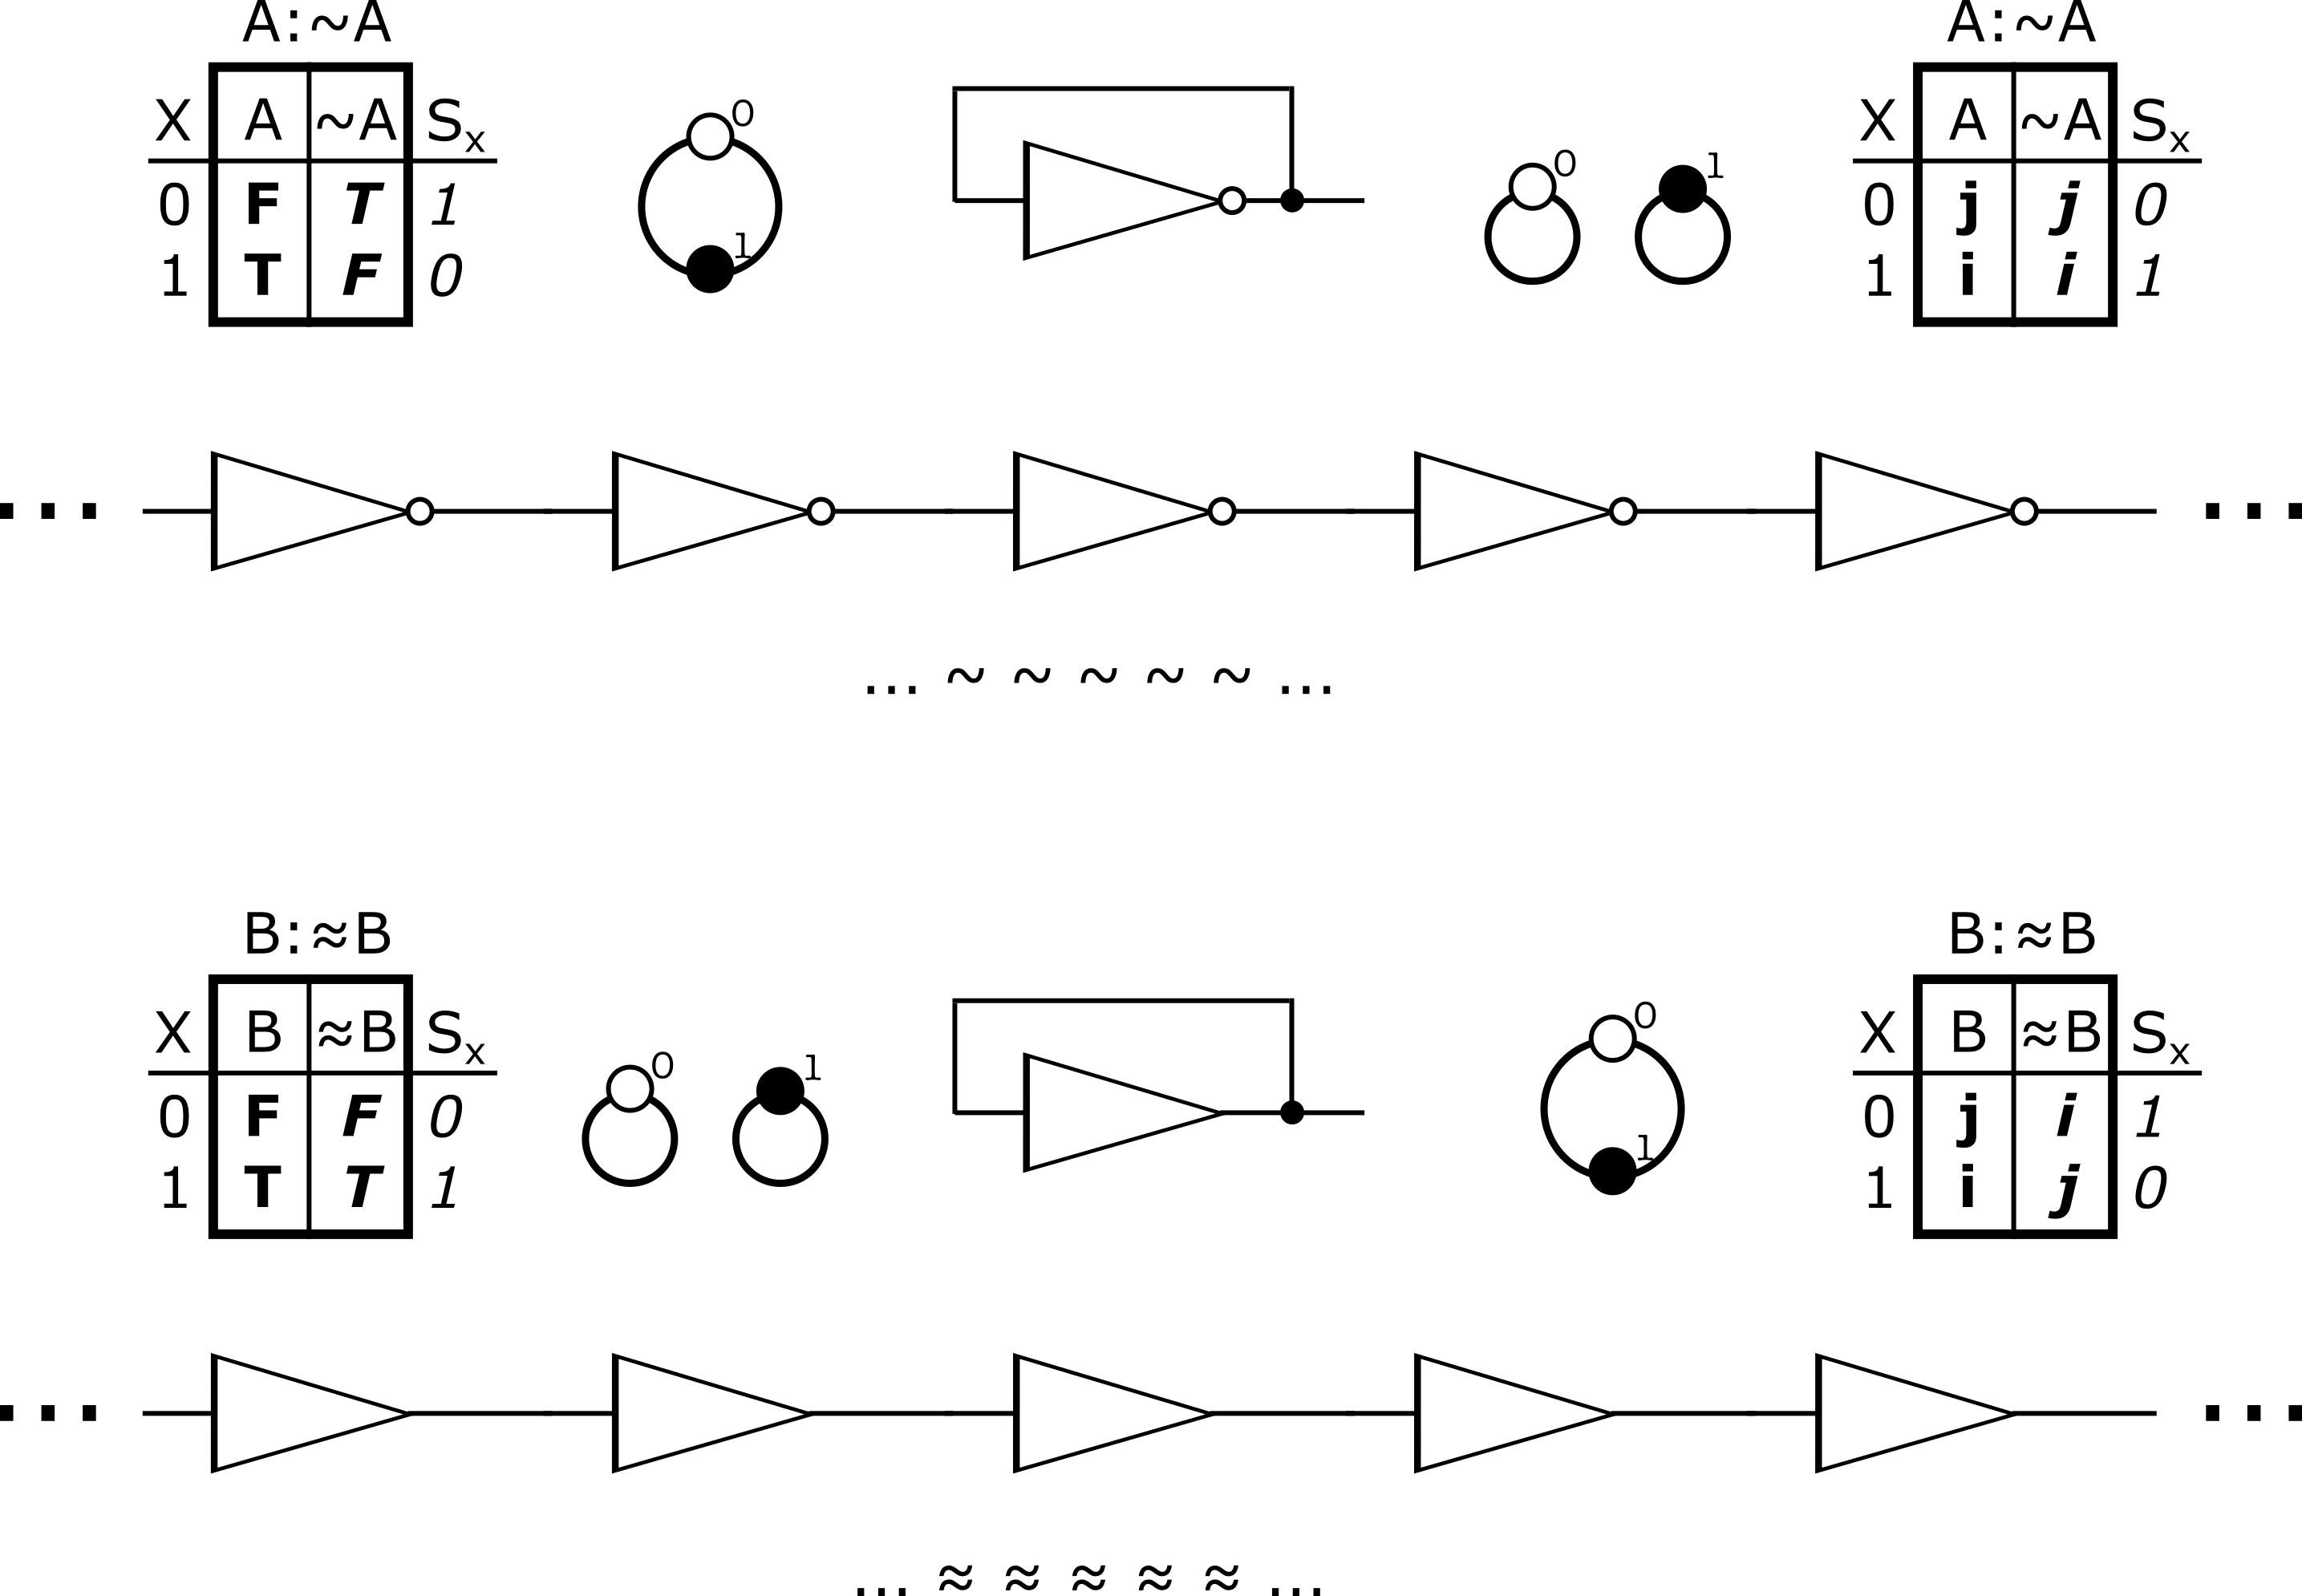 A:~A A:~A
X A ~A Sx X A ~A Sx
0 F T 1 0 j j 0
1 T F 0 1 i i 1
0 1 0 1
... ...
... ~ ~ ~ ~ ~ ...
B:≈B B:≈B
X B ≈B Sx X B ≈B Sx
0 F F 0 0 j i 1
1 T T 1 1 i j 0
0 1 0 1
... ...
... ≈ ≈ ≈ ≈ ≈ ...